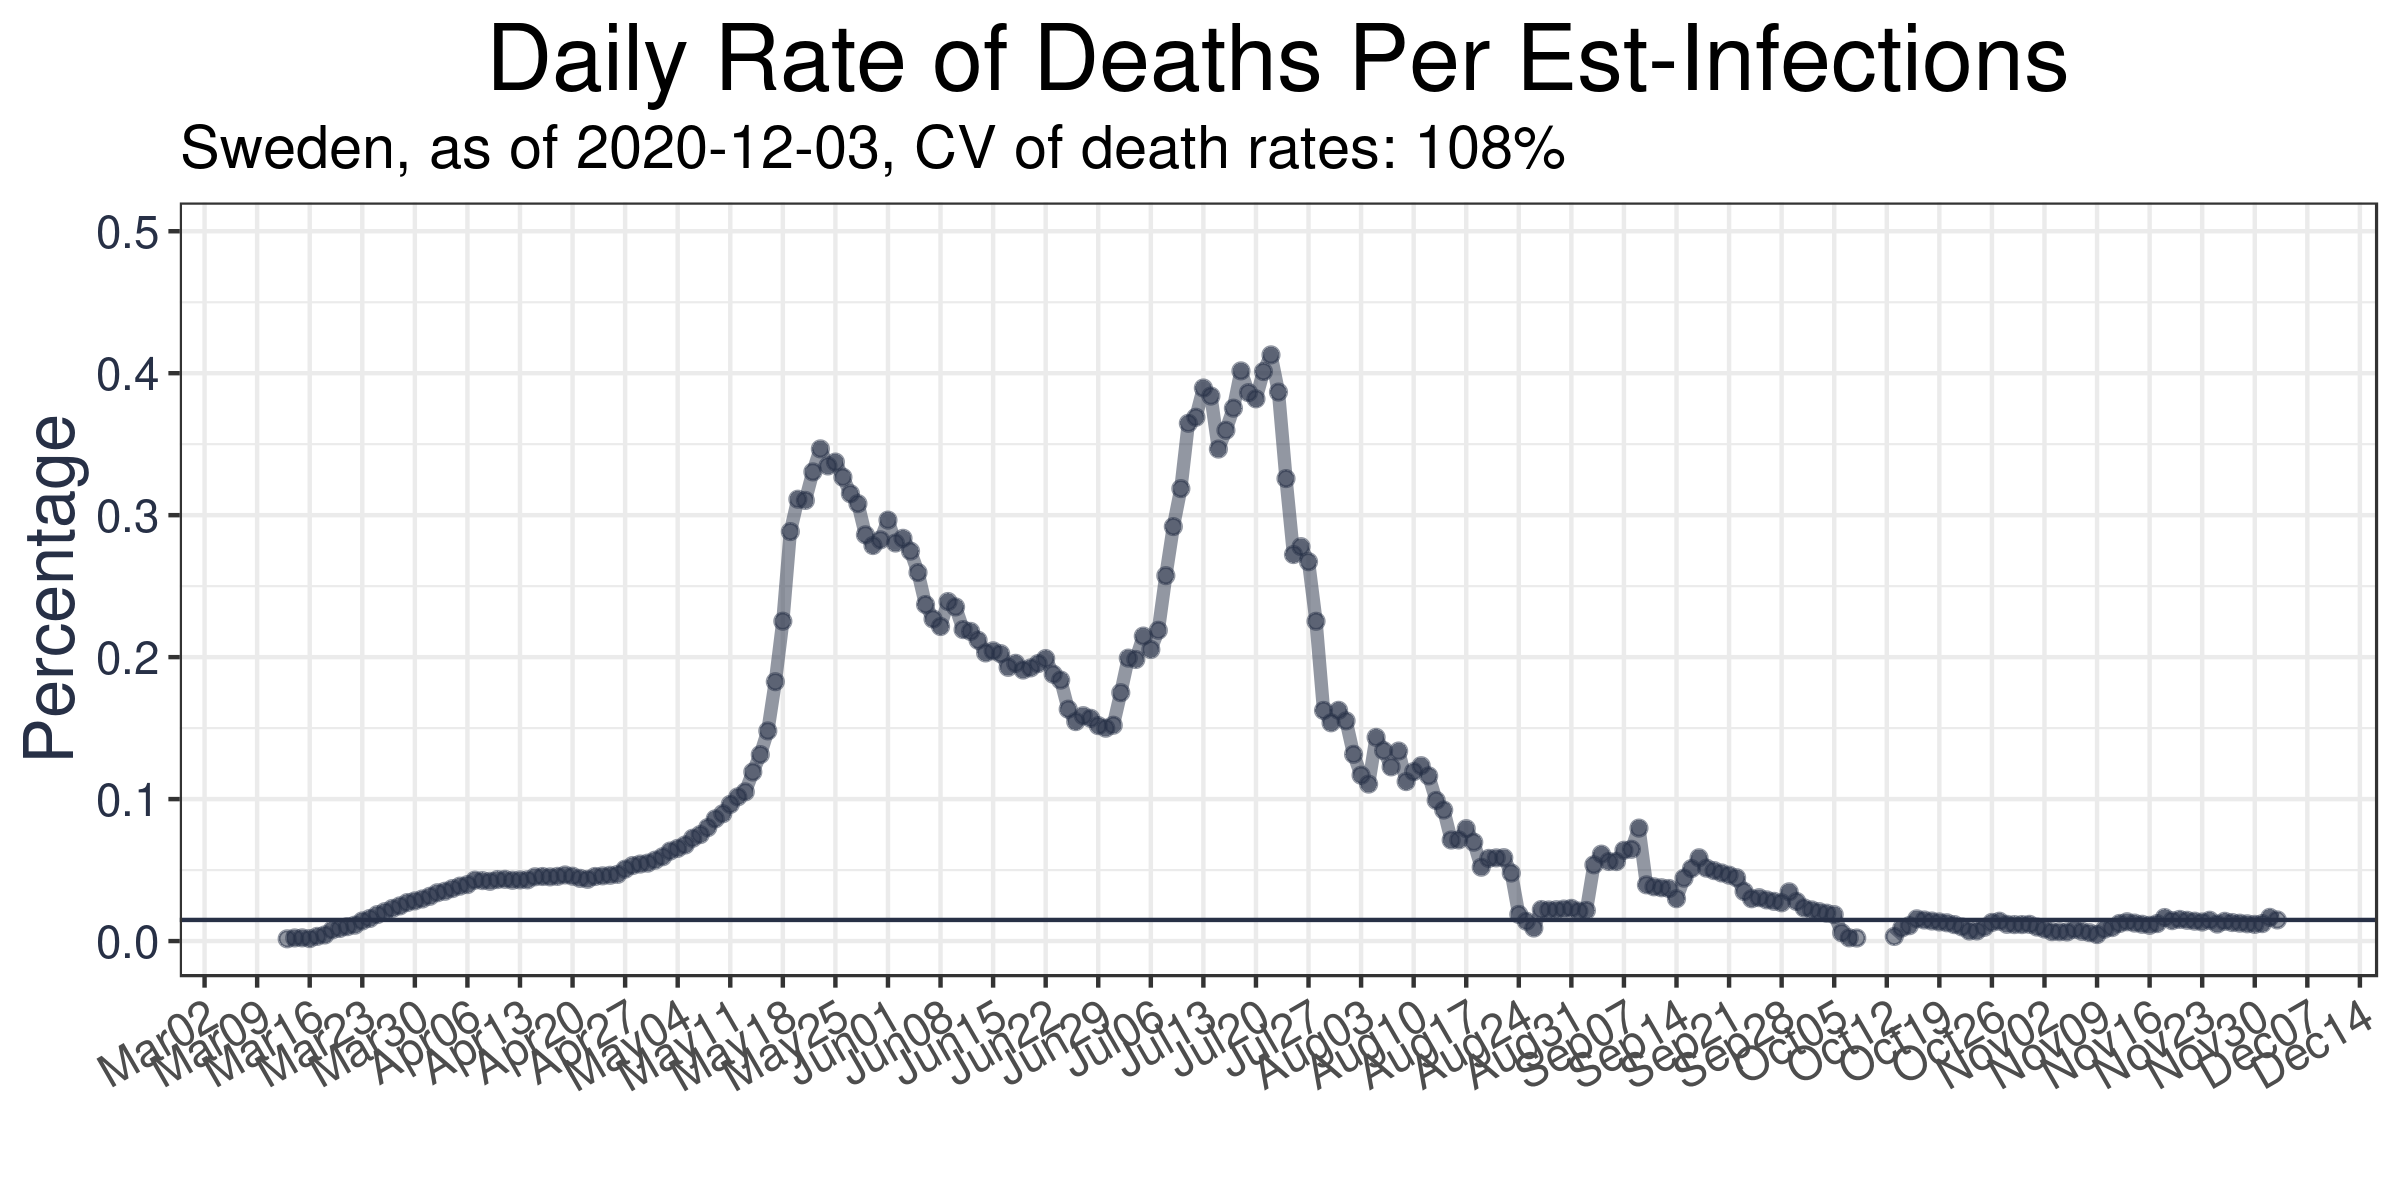 Daily Rate of Deaths Per Est-Infections
Sweden, as of 2020-12-03, CV of death rates: 108%
Percentage
0.5
0.4
0.3
0.2
0.1
0.0
Mar02
Mar09
Mar16
Mar23
Mar30
Apr06
Apr13
Apr20
Apr27
May04
May11
May18
May25
Jun01
Jun08
Jun15
Jun22
Jun29
Jul06
Jul13
Jul20
Jul27
Aug03
Aug10
Aug17
Aug24
Aug31
Sep07
Sep14
Sep21
Sep28
Oct05
Oct12
Oct19
Oct26
Nov02
Nov09
Nov16
Nov23
Nov30
Dec07
Dec14